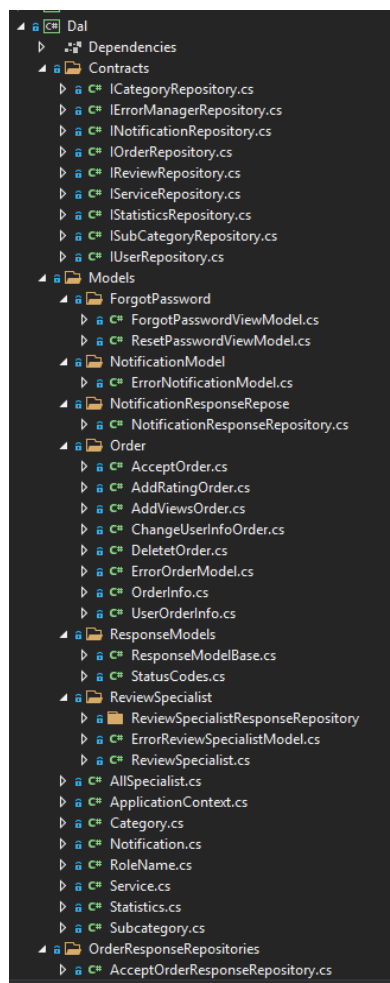 C# Dal
Dependencies
Contracts
C# ICategoryRepository.cs
C# IErrorManagerRepository.cs
C# INotificationRepository.cs
C# IOrderRepository.cs
C# IReviewRepository.cs
C# IServiceRepository.cs
C# IStatisticsRepository.cs
C# ISubCategoryRepository.cs
C# IUserRepository.cs
Models
ForgotPassword
C# ForgotPasswordViewModel.cs
C# ResetPasswordViewModel.cs
NotificationModel
C# ErrorNotificationModel.cs
NotificationResponseRepose
C# NotificationResponseRepository.cs
Order
C# AcceptOrder.cs
C# AddRatingOrder.cs
C# AddViewsOrder.cs
C# ChangeUserInfoOrder.cs
C# DeletetOrder.cs
C# ErrorOrderModel.cs
C# OrderInfo.cs
C# UserOrderInfo.cs
ResponseModels
C# ResponseModelBase.cs
C# StatusCodes.cs
ReviewSpecialist
ReviewSpecialistResponseRepository
C# ErrorReviewSpecialistModel.cs
C# ReviewSpecialist.cs
C# AllSpecialist.cs
C# ApplicationContext.cs
C# Category.cs
C# Notification.cs
C# RoleName.cs
C# Service.cs
C# Statistics.cs
C# Subcategory.cs
OrderResponseRepositories
C# AcceptOrderResponseRepository.cs